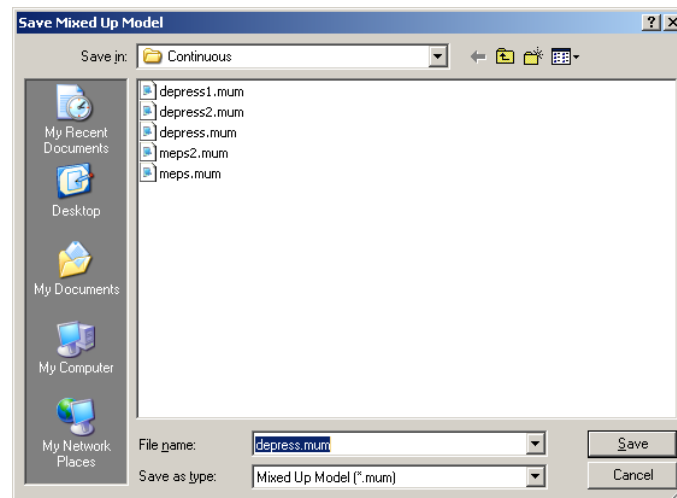 Save Mixed Up Model
Save in: Continuous
My Recent
Documents
Desktop
My Documents
My Computer
My Network
Places
depress1.mum
depress2.mum
depress.mum
meps2.mum
meps.mum
File name: depress.mum Save
Save as type: Mixed Up Model (*.mum) Cancel